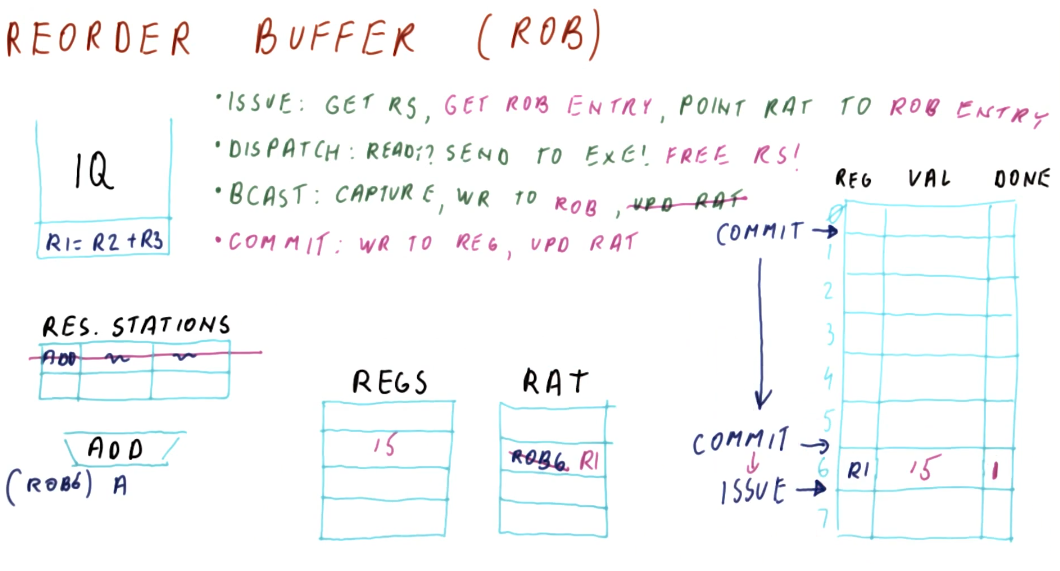 REORDER BUFFER (ROB)
• ISSUE: GET RS, GET ROB ENTRY, POINT RAT TO ROB ENTRY
• DISPATCH: READY? SEND TO EXE! FREE RS!
• BCAST: CAPTURE, WR TO ROB, UPD RAT
• COMMIT: WR TO REG, UPD RAT
IQ
R1= R2+R3
REG VAL DONE
COMMIT →
0
1
2
3
4
5
COMMIT →
6 R1 15 1
ISSUE →
7
RES. STATIONS
ADD
ADD
(ROB6) A
REGS
15
RAT
ROB6 R1